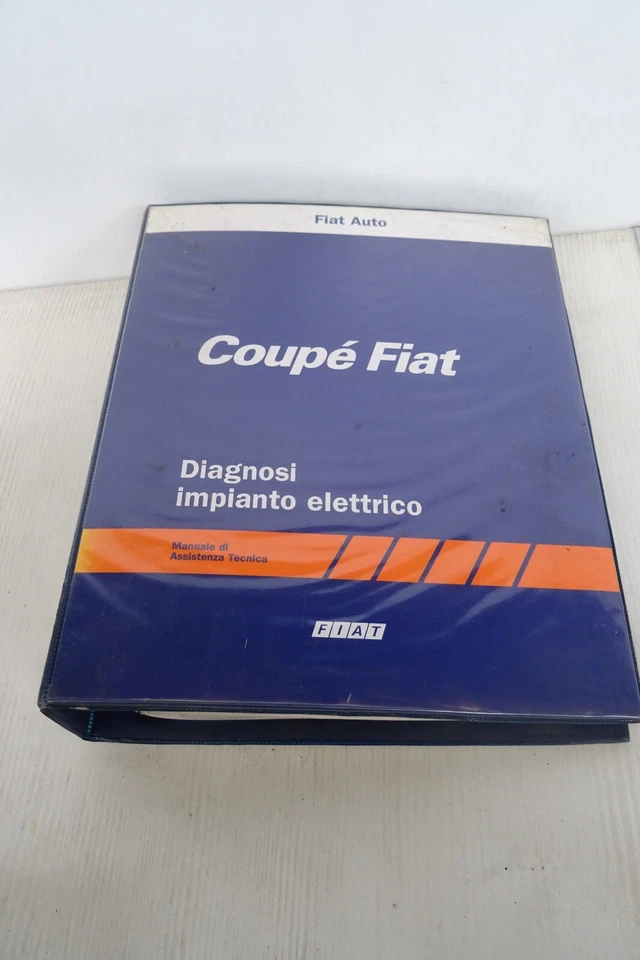 Fiat Auto
Coupé Fiat
Diagnosi
impianto elettrico
Manuale di
Assistenza Tecnica
FIAT